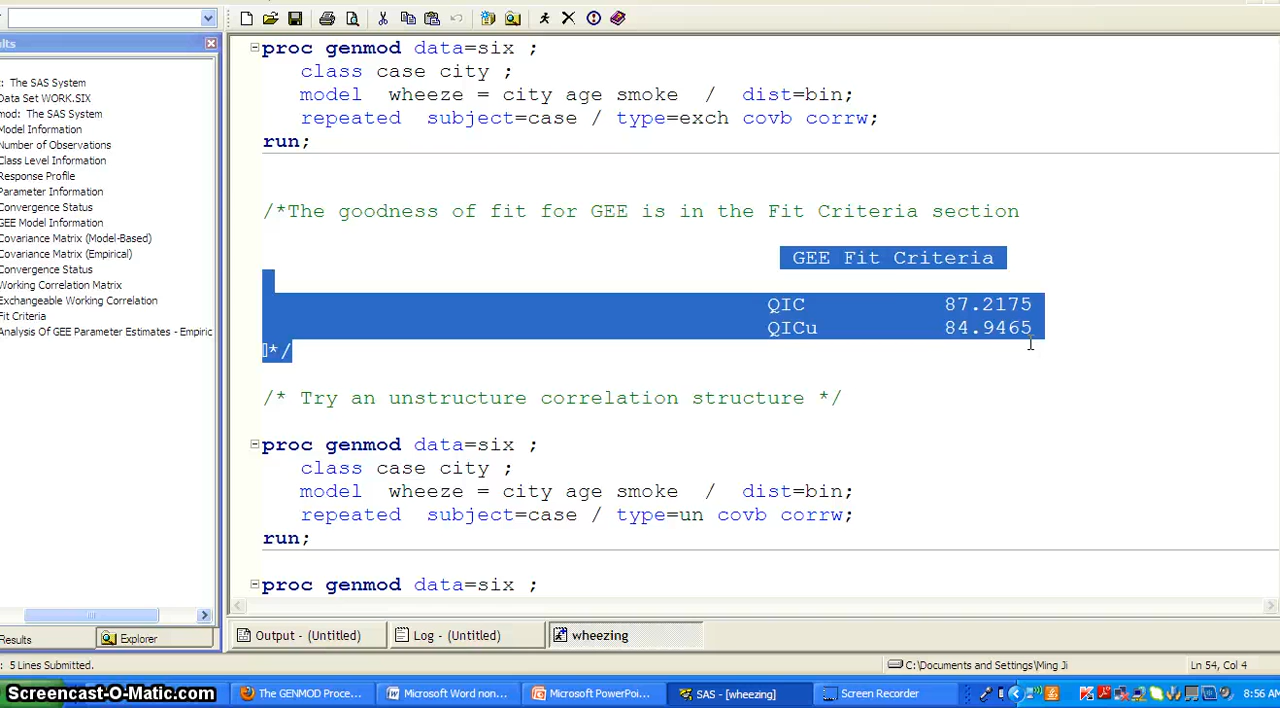 ults
: The SAS System
Data Set WORK.SIX
mod: The SAS System
Model Information
Number of Observations
Class Level Information
Response Profile
Parameter Information
Convergence Status
GEE Model Information
Covariance Matrix (Model-Based)
Covariance Matrix (Empirical)
Convergence Status
Working Correlation Matrix
Exchangeable Working Correlation
Fit Criteria
Analysis Of GEE Parameter Estimates - Empiric
Results
Explorer
proc genmod data=six ;
class case city ;
model wheeze = city age smoke / dist=bin;
repeated subject=case / type=exch covb corrw;
run;
/*The goodness of fit for GEE is in the Fit Criteria section
GEE Fit Criteria
QIC 87.2175
QICu 84.9465
*/
/* Try an unstructure correlation structure */
proc genmod data=six ;
class case city ;
model wheeze = city age smoke / dist=bin;
repeated subject=case / type=un covb corrw;
run;
proc genmod data=six ;
Output - (Untitled)
Log - (Untitled)
wheezing
5 Lines Submitted.
C:\Documents and Settings\Ming Ji
Ln 54, Col 4
Screencast-O-Matic.com
The GENMOD Proce...
Microsoft Word non...
Microsoft PowerPoi...
SAS - [wheezing]
Screen Recorder
8:56 AM